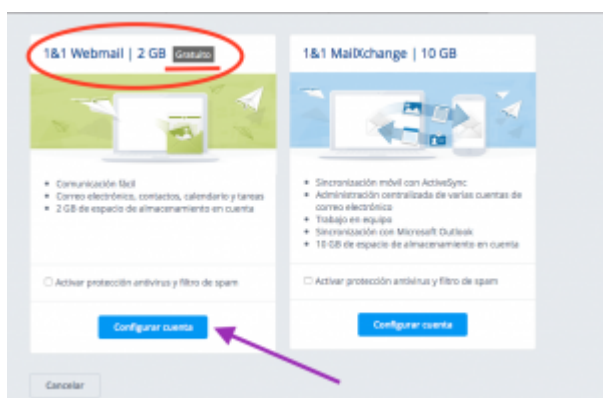 1&1 Webmail | 2 GB Gratuito
Comunicación fácil
Correo electrónico, contactos, calendario y tareas
2 GB de espacio de almacenamiento en cuenta
Activar protección antivirus y filtro de spam
Configurar cuenta
1&1 MailXchange | 10 GB
Sincronización móvil con ActiveSync
Administración centralizada de varias cuentas de
correo electrónico
Trabajo en equipo
Sincronización con Microsoft Outlook
10 GB de espacio de almacenamiento en cuenta
Activar protección antivirus y filtro de spam
Configurar cuenta
Cancelar